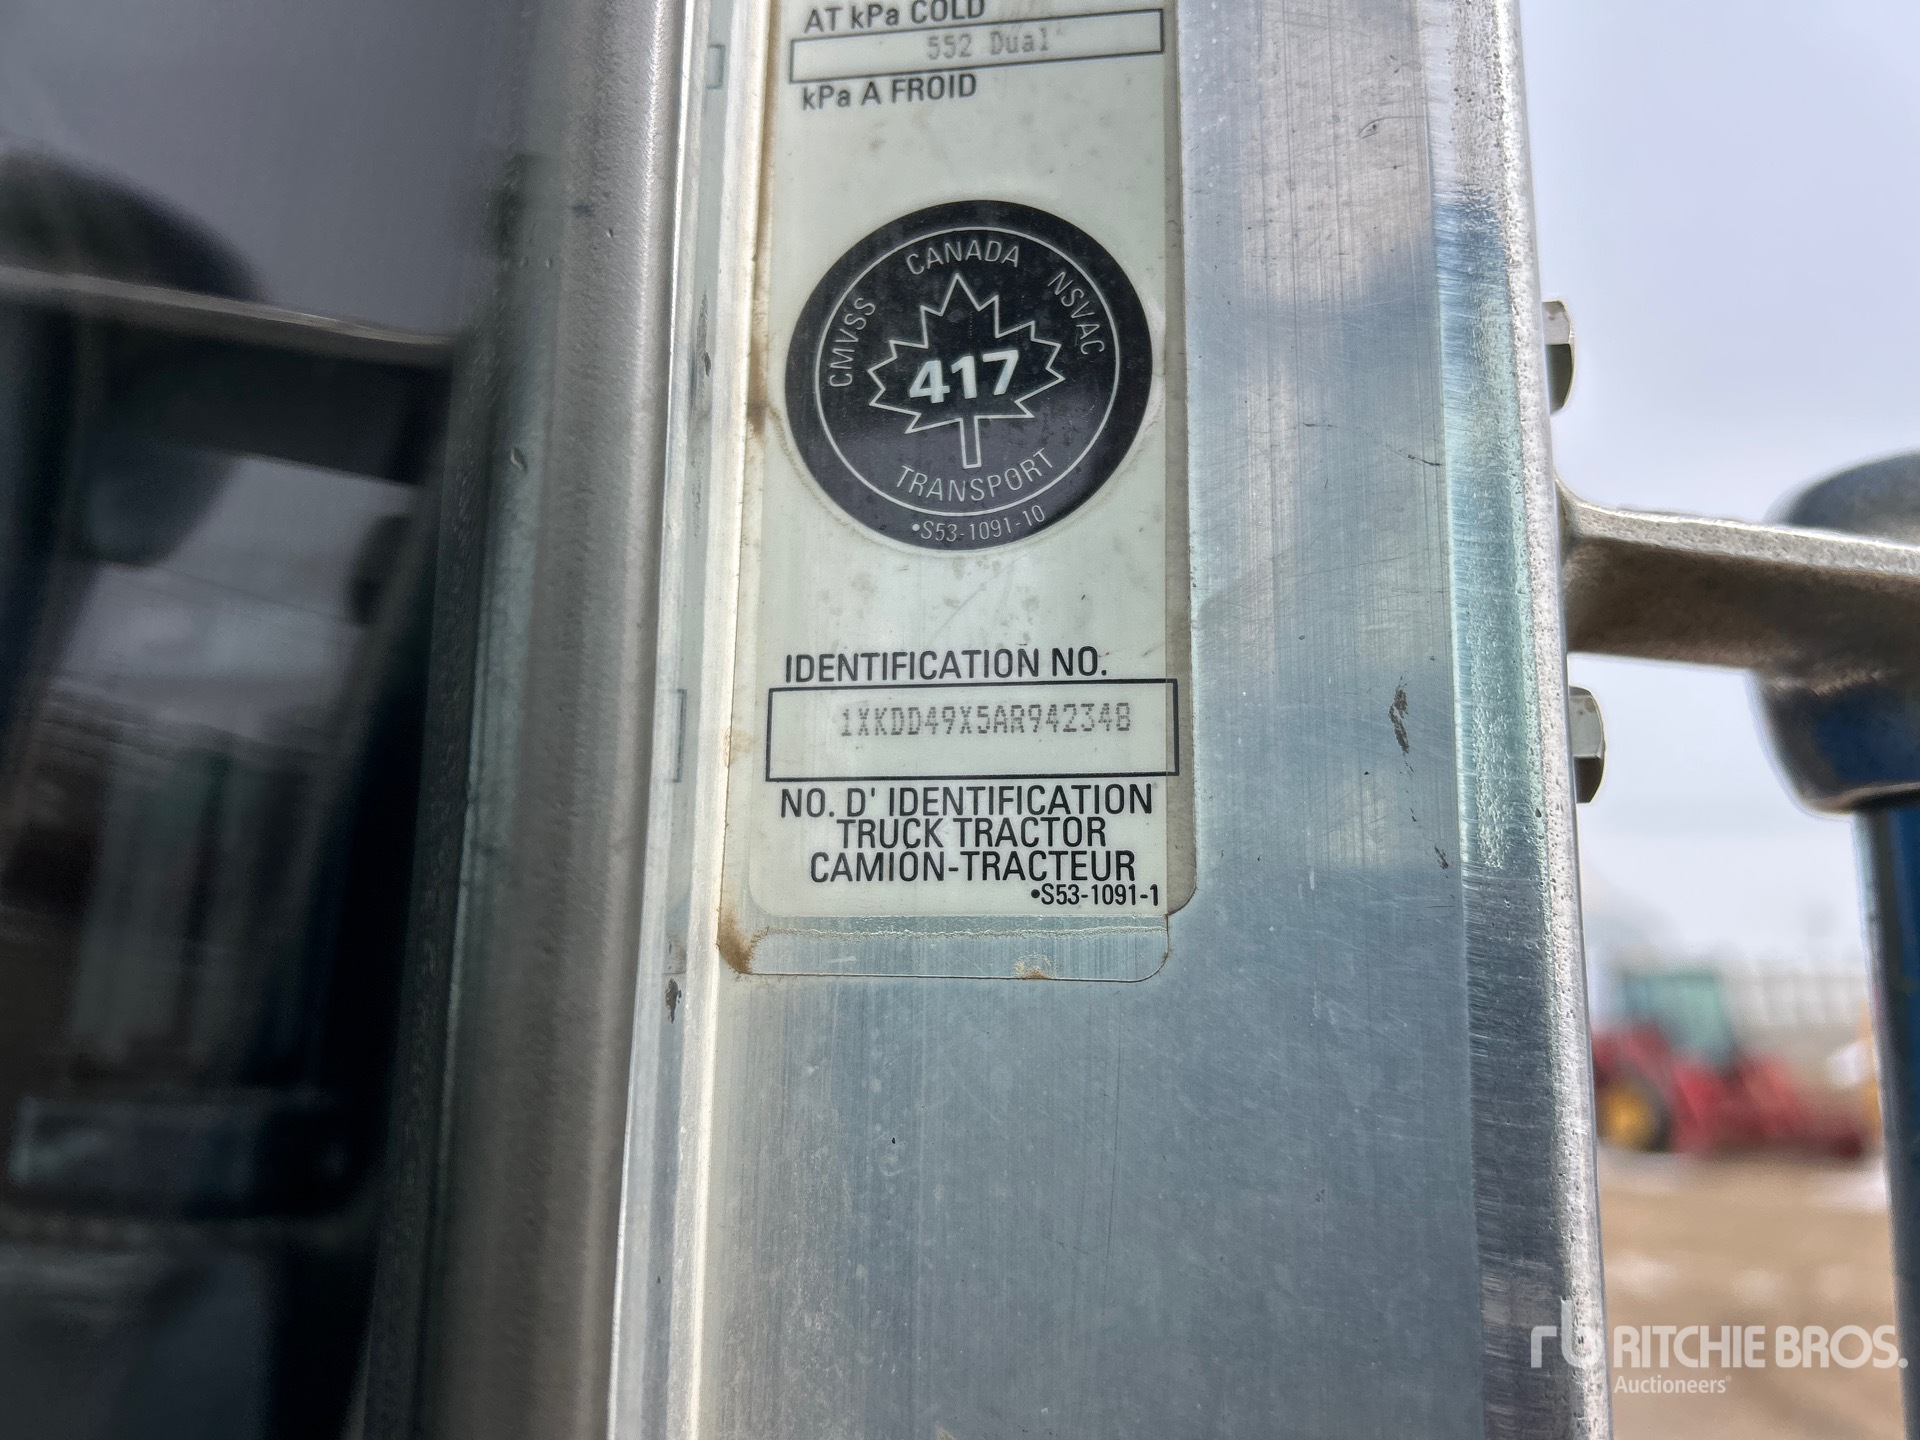 AT kPa COLD
552 Dual
kPa A FROID
CANADA
CMVSS
NSVAC
417
TRANSPORT
•S53-1091-10
IDENTIFICATION NO.
1XKDD49X5AR942348
NO. D' IDENTIFICATION
TRUCK TRACTOR
CAMION-TRACTEUR
•S53-1091-1
rb RITCHIE BROS.
Auctioneers